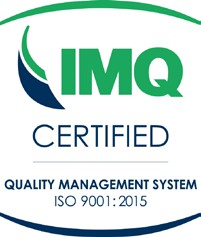 IMQ
CERTIFIED
QUALITY MANAGEMENT SYSTEM
ISO 9001:2015